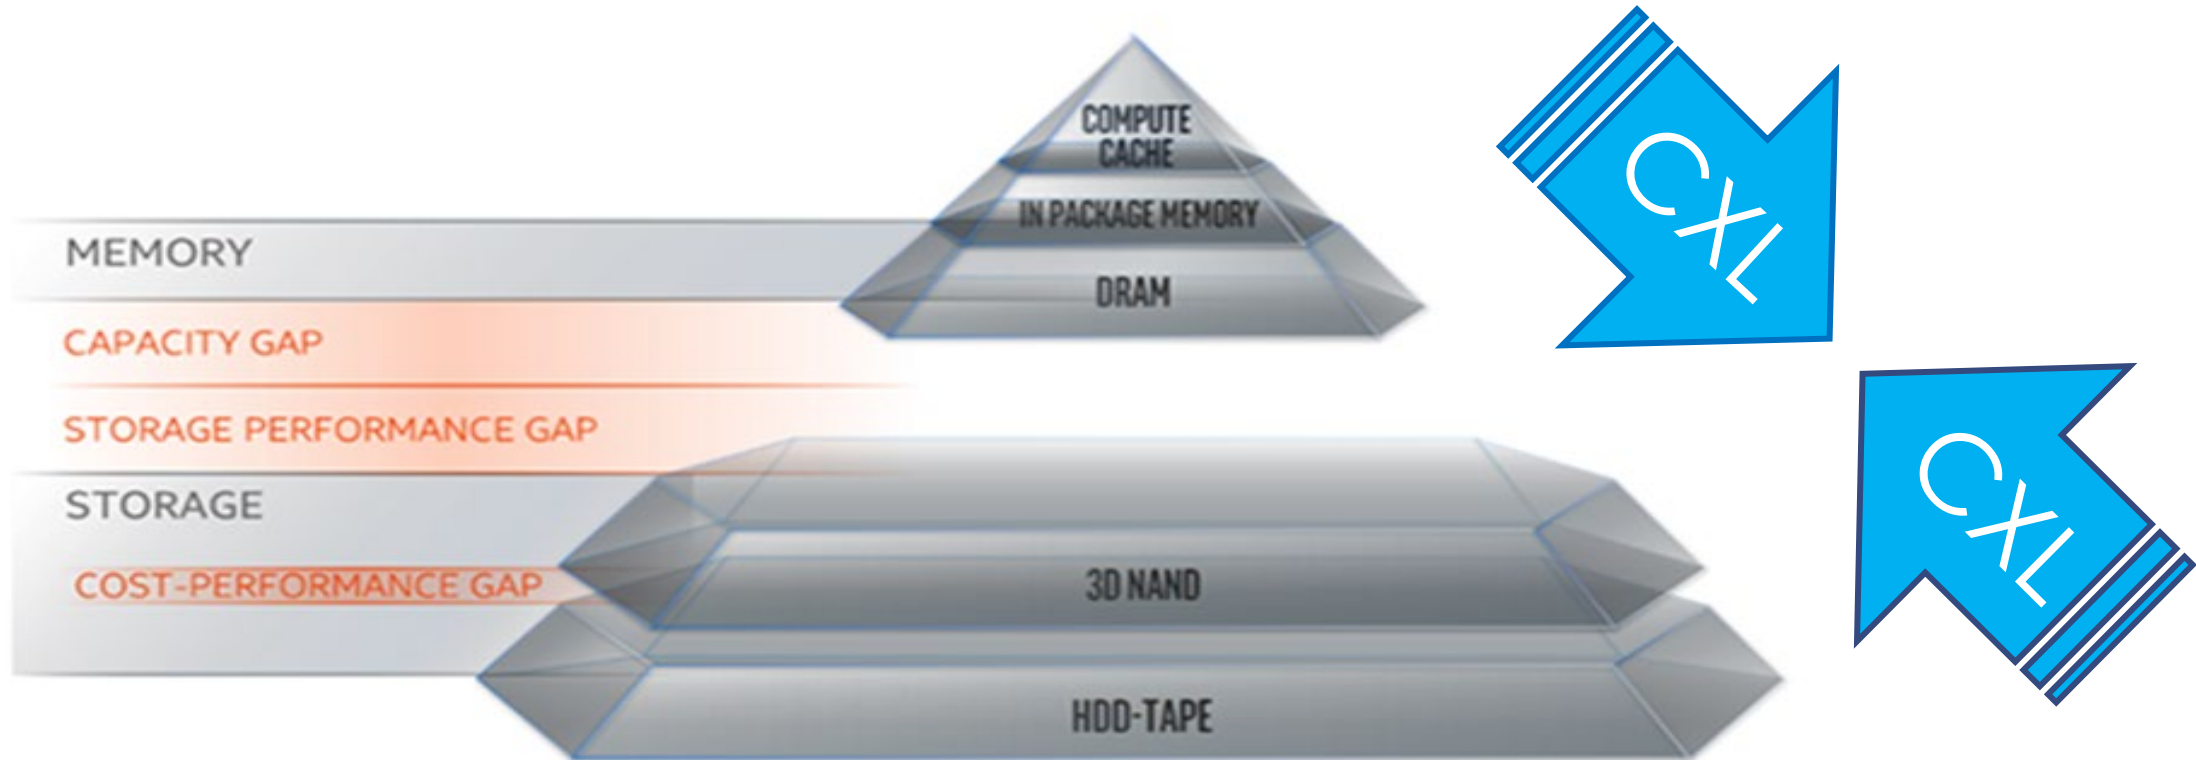 COMPUTE
CACHE
IN PACKAGE MEMORY
DRAM
MEMORY
CAPACITY GAP
STORAGE PERFORMANCE GAP
STORAGE
COST-PERFORMANCE GAP
3D NAND
HDD-TAPE
CXL
CXL